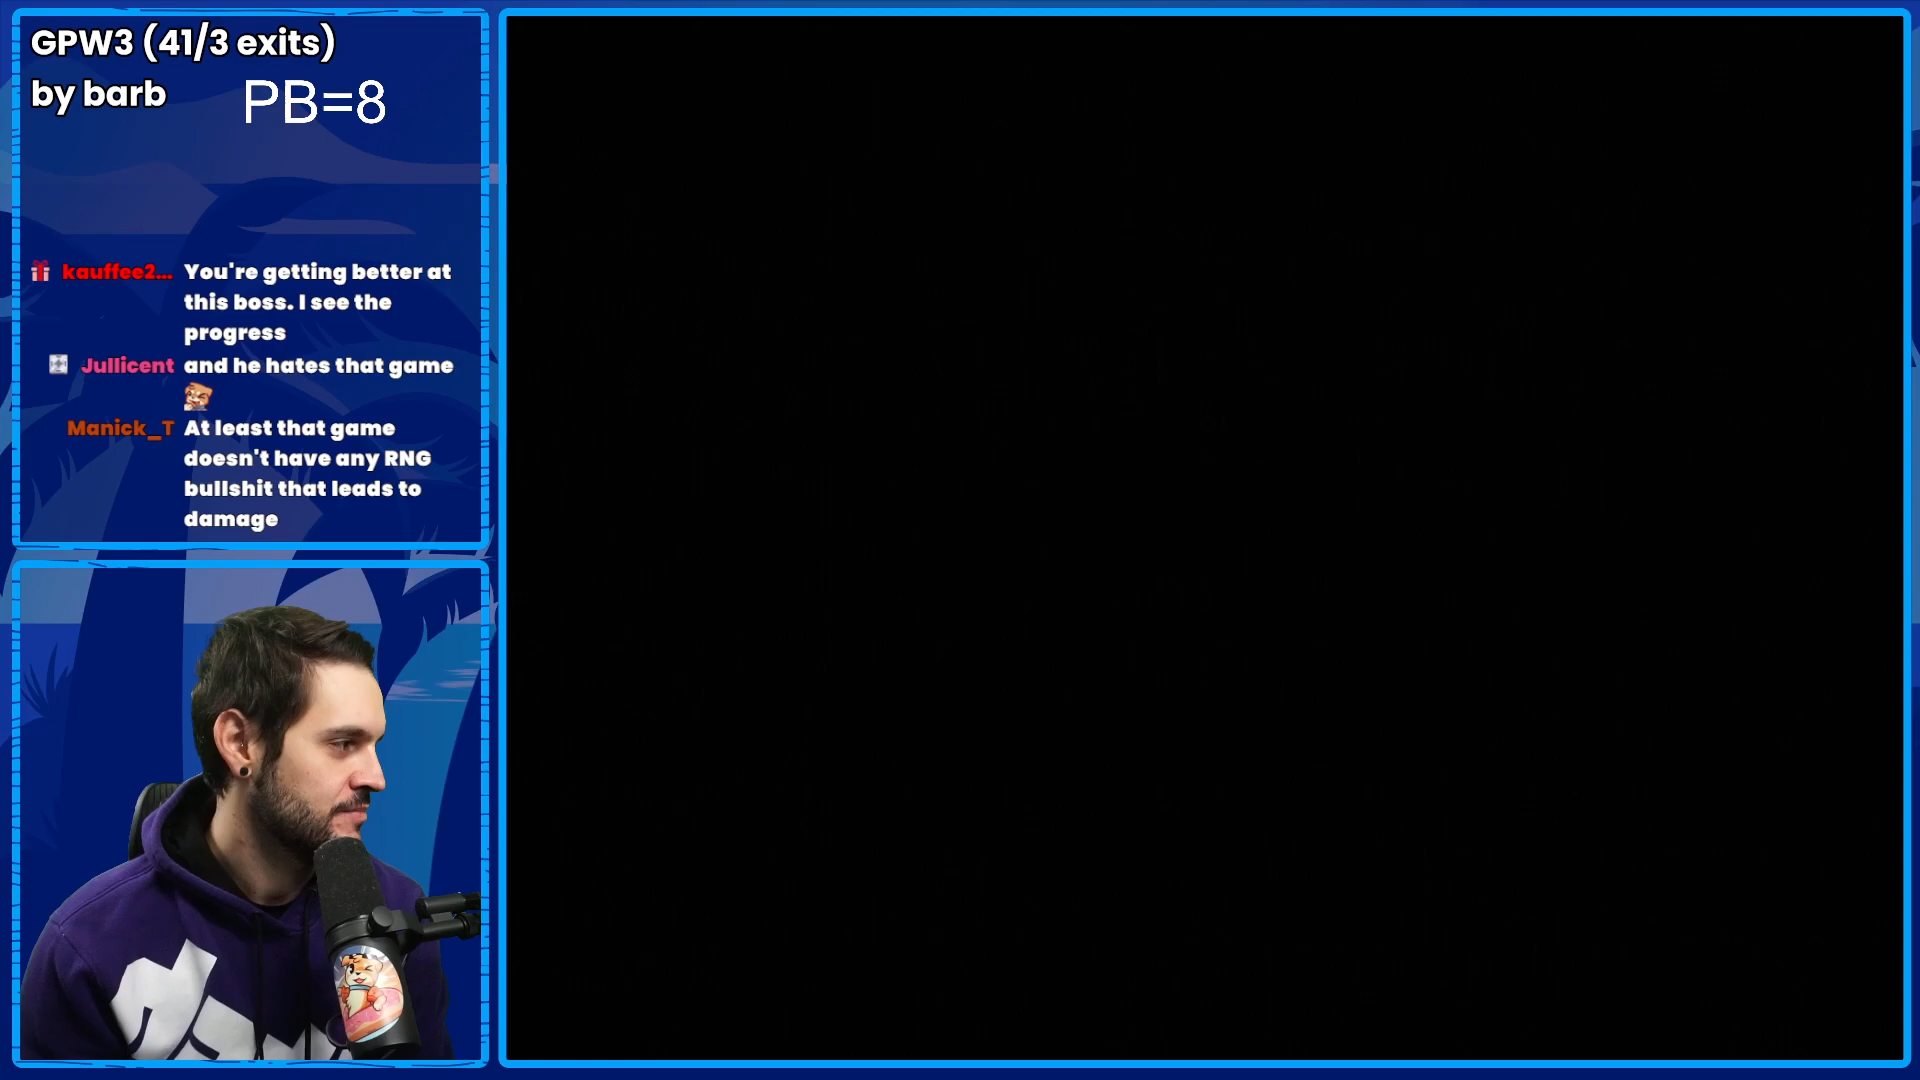 GPW3 (41/3 exits)
by barb
PB=8
kauffee2... You're getting better at
this boss. I see the
progress
Jullicent and he hates that game
Manick_T At least that game
doesn't have any RNG
bullshit that leads to
damage